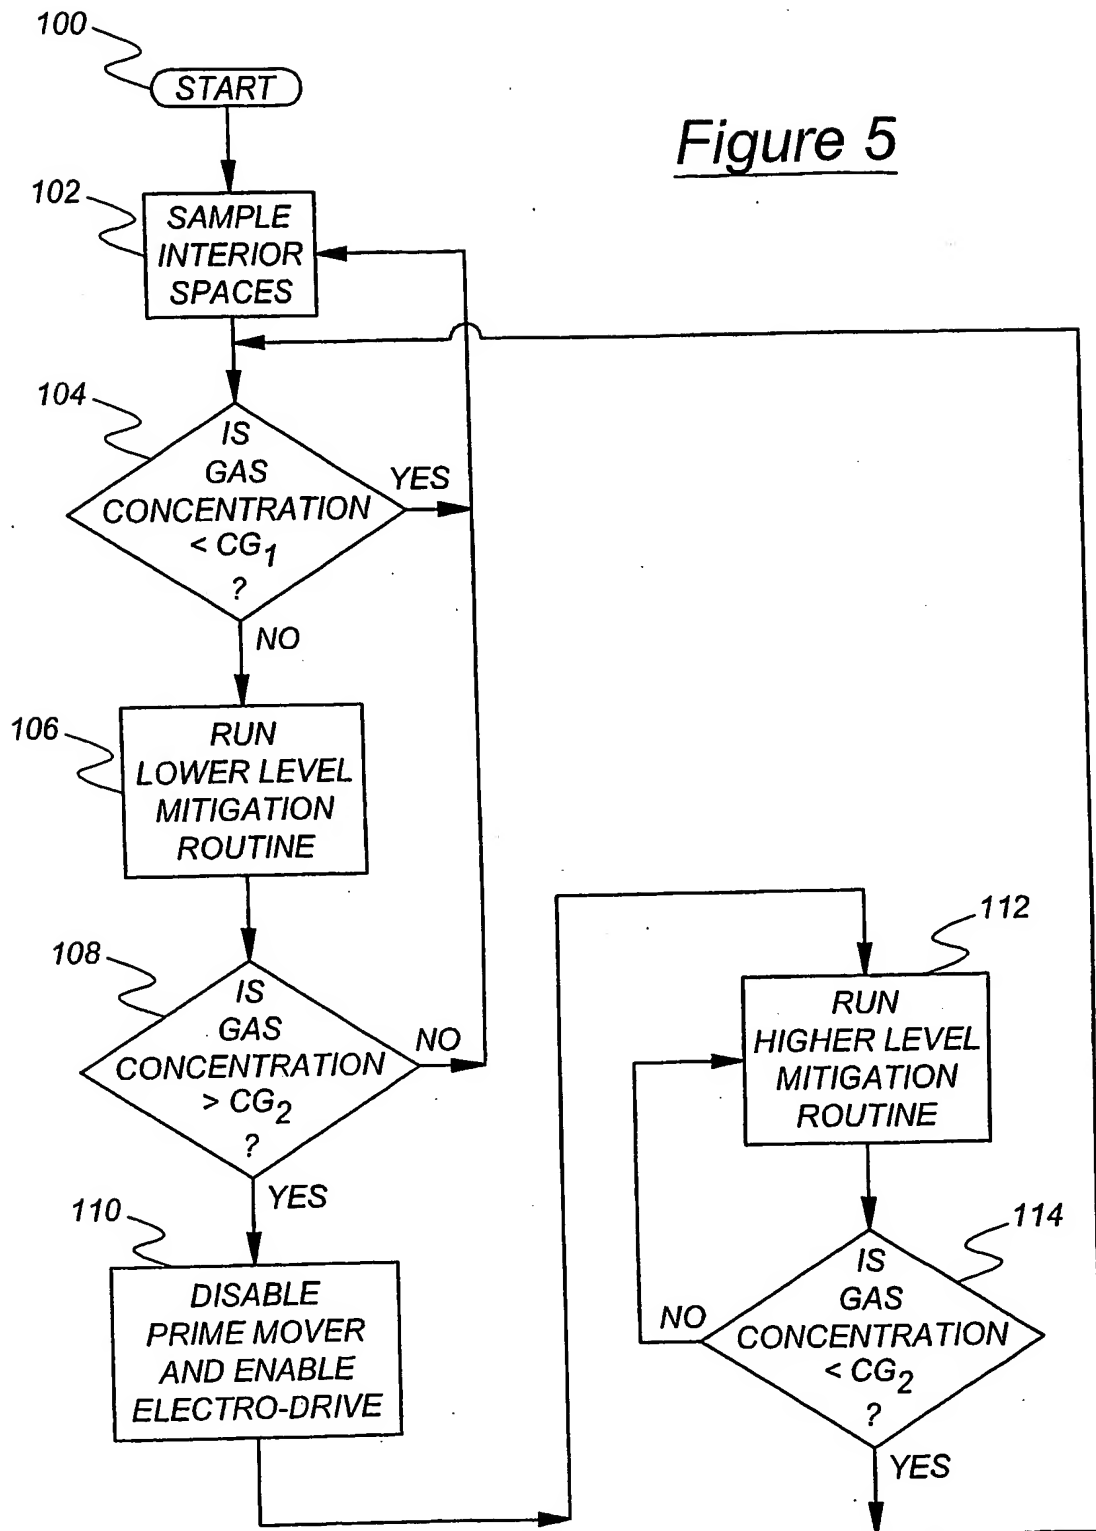 100
START
Figure 5
102
SAMPLE
INTERIOR
SPACES
104
IS
GAS
CONCENTRATION
< CG1
?
YES
NO
106
RUN
LOWER LEVEL
MITIGATION
ROUTINE
108
IS
GAS
CONCENTRATION
> CG2
?
NO
YES
110
DISABLE
PRIME MOVER
AND ENABLE
ELECTRO-DRIVE
112
RUN
HIGHER LEVEL
MITIGATION
ROUTINE
114
IS
GAS
CONCENTRATION
< CG2
?
NO
YES